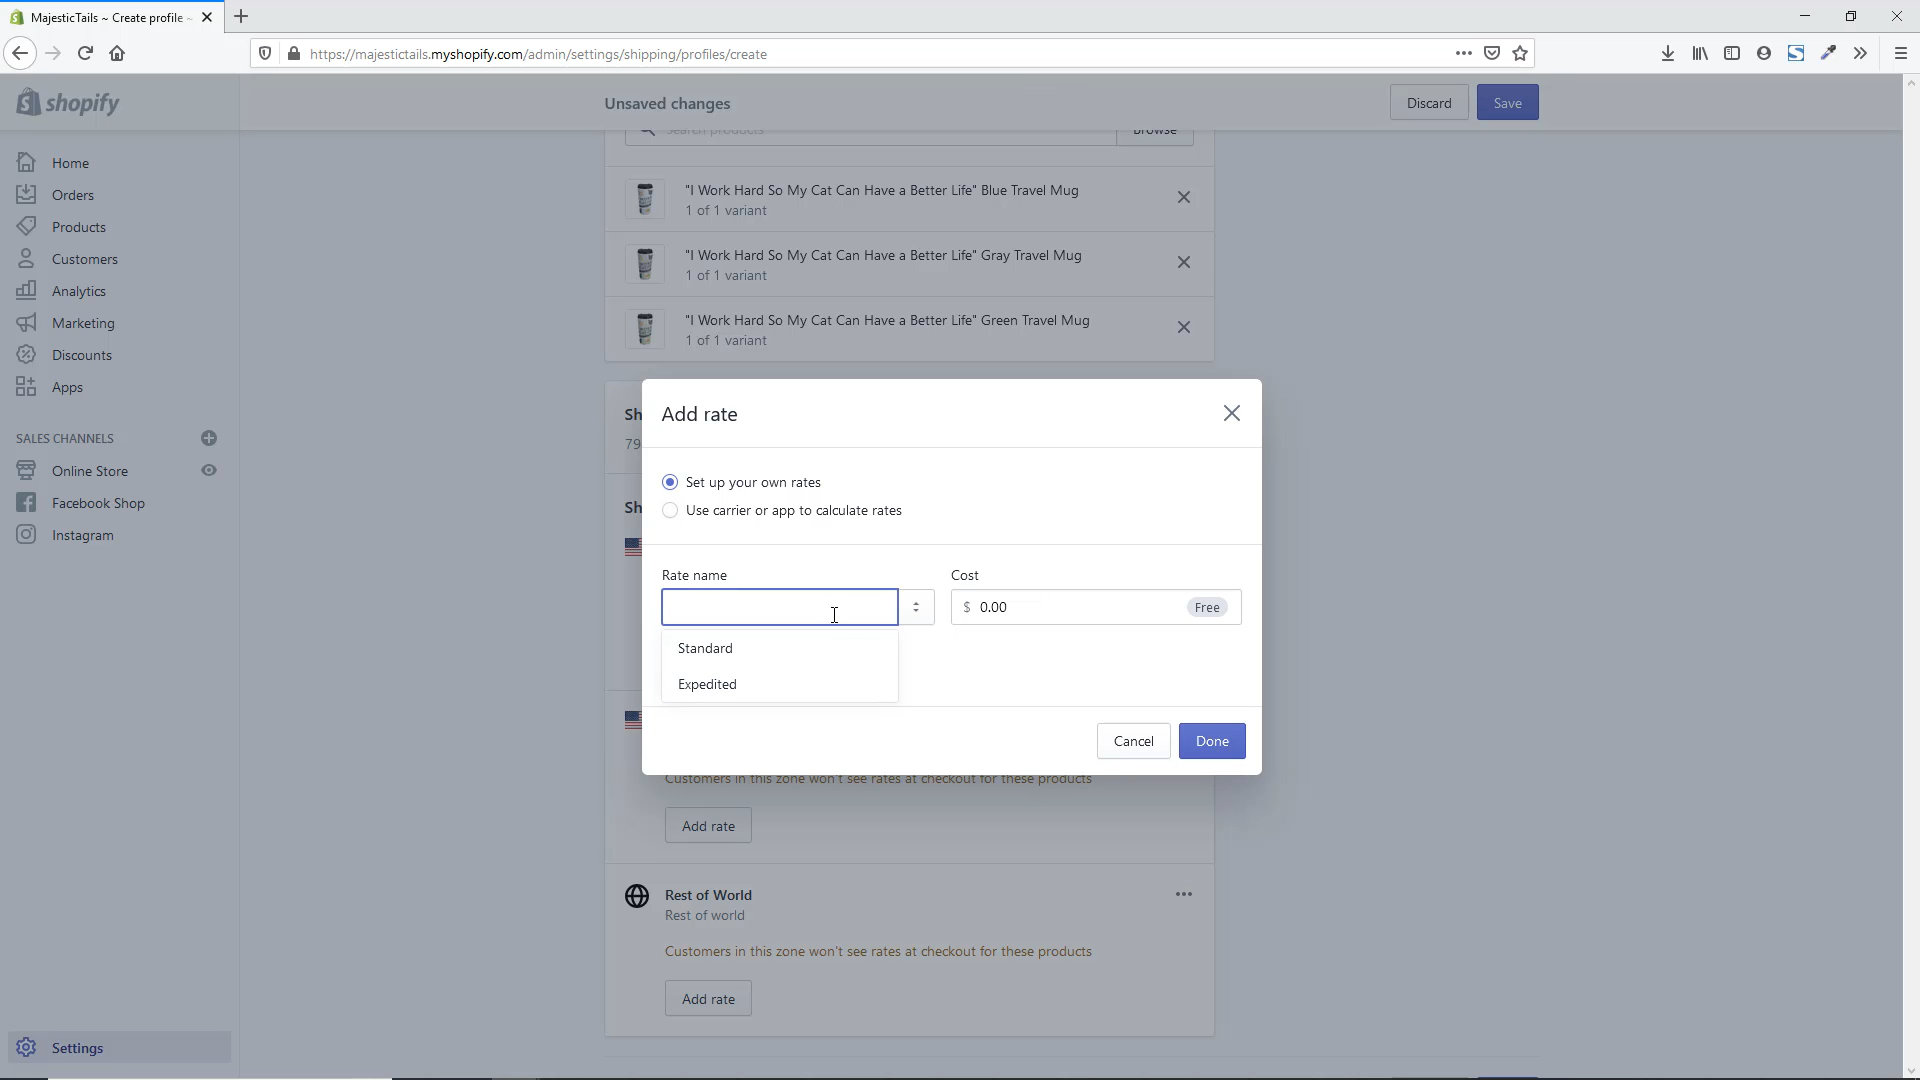 MajesticTails ~ Create profile ~
https://majestictails.myshopify.com/admin/settings/shipping/profiles/create
shopify
Unsaved changes
Discard
Save
Home
Orders
Products
Customers
Analytics
Marketing
Discounts
Apps
SALES CHANNELS
Online Store
Facebook Shop
Instagram
Settings
Search products
Browse
"I Work Hard So My Cat Can Have a Better Life" Blue Travel Mug
1 of 1 variant
"I Work Hard So My Cat Can Have a Better Life" Gray Travel Mug
1 of 1 variant
"I Work Hard So My Cat Can Have a Better Life" Green Travel Mug
1 of 1 variant
Sh
79
Sh
Add rate
Set up your own rates
Use carrier or app to calculate rates
Rate name
Cost
$ 0.00
Free
Standard
Expedited
Cancel
Done
Customers in this zone won't see rates at checkout for these products
Add rate
Rest of World
Rest of world
Customers in this zone won't see rates at checkout for these products
Add rate